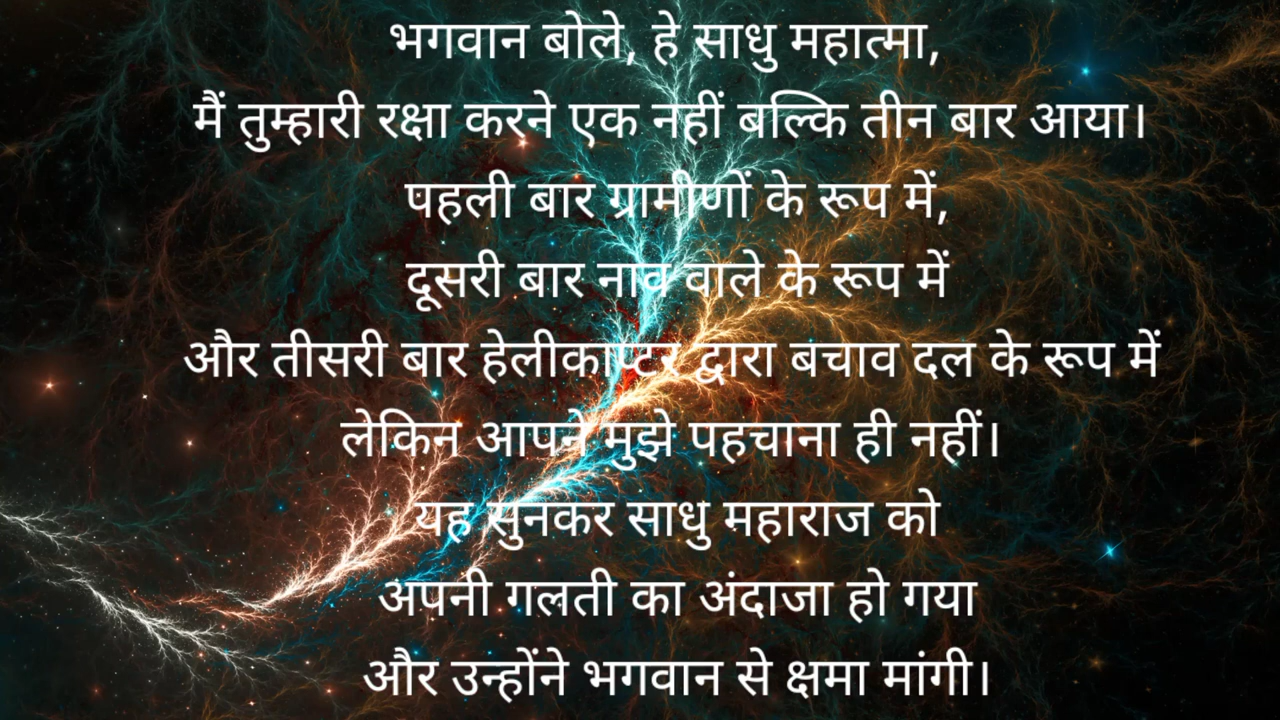 भगवान बोले, हे साधु महात्मा,
मैं तुम्हारी रक्षा करने एक नहीं बल्कि तीन बार आया।
पहली बार ग्रामीणों के रूप में,
दूसरी बार नाव वाले के रूप में
और तीसरी बार हेलीकाप्टर द्वारा बचाव दल के रूप में
लेकिन आपने मुझे पहचाना ही नहीं।
यह सुनकर साधु महाराज को
अपनी गलती का अंदाजा हो गया
और उन्होंने भगवान से क्षमा मांगी।